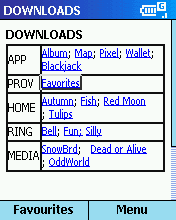 DOWNLOADS
DOWNLOADS
APP Album; Map; Pixel; Wallet;
Blackjack
PROV Favorites
HOME Autumn; Fish; Red Moon
; Tulips
RING Bell; Fun; Silly
MEDIA SnowBrd; Dead or Alive
; OddWorld
Favourites Menu